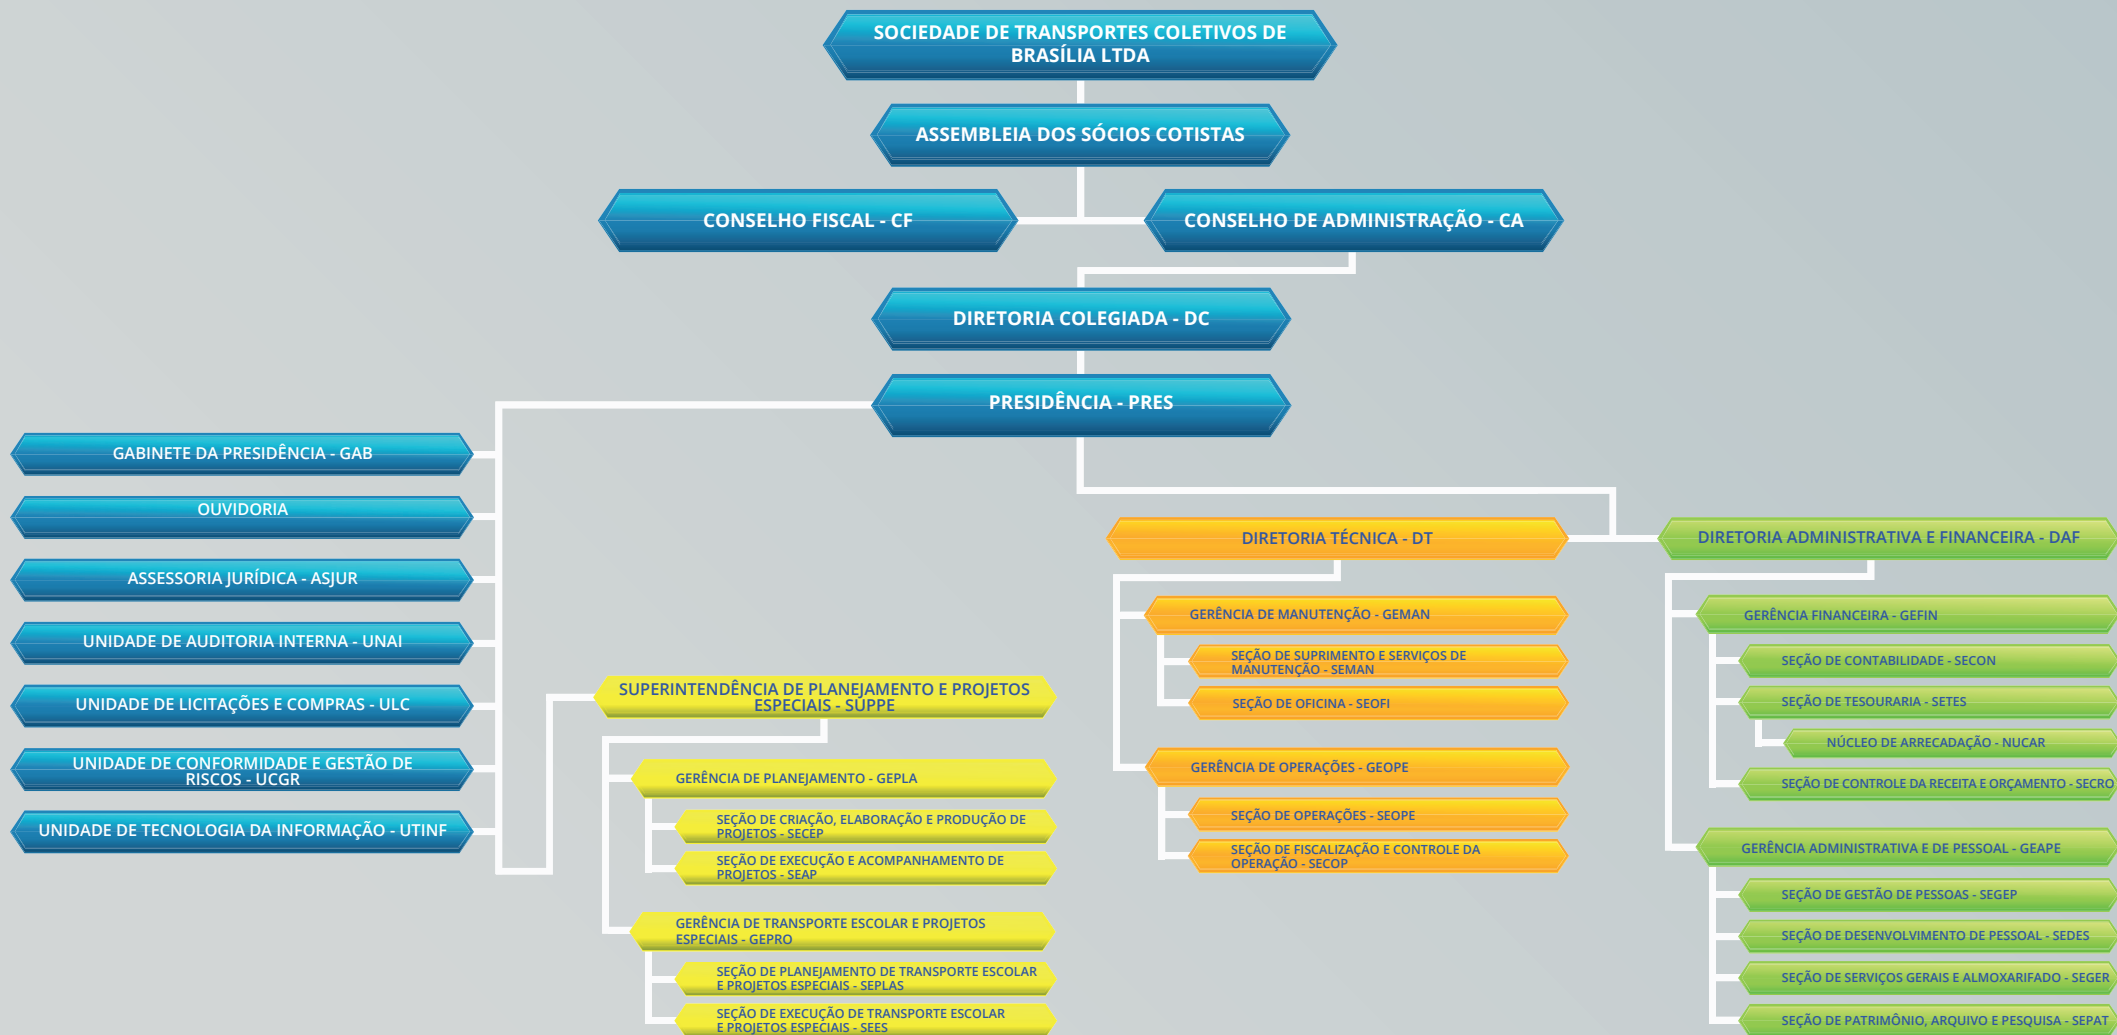 SOCIEDADE DE TRANSPORTES COLETIVOS DE
BRASÍLIA LTDA
ASSEMBLEIA DOS SÓCIOS COTISTAS
CONSELHO FISCAL - CF
CONSELHO DE ADMINISTRAÇÃO - CA
DIRETORIA COLEGIADA - DC
PRESIDÊNCIA - PRES
GABINETE DA PRESIDÊNCIA - GAB
OUVIDORIA
ASSESSORIA JURÍDICA - ASJUR
UNIDADE DE AUDITORIA INTERNA - UNAI
UNIDADE DE LICITAÇÕES E COMPRAS - ULC
UNIDADE DE CONFORMIDADE E GESTÃO DE
RISCOS - UCGR
UNIDADE DE TECNOLOGIA DA INFORMAÇÃO - UTINF
SUPERINTENDÊNCIA DE PLANEJAMENTO E PROJETOS
ESPECIAIS - SUPPE
GERÊNCIA DE PLANEJAMENTO - GEPLA
SEÇÃO DE CRIAÇÃO, ELABORAÇÃO E PRODUÇÃO DE
PROJETOS - SECEP
SEÇÃO DE EXECUÇÃO E ACOMPANHAMENTO DE
PROJETOS - SEAP
GERÊNCIA DE TRANSPORTE ESCOLAR E PROJETOS
ESPECIAIS - GEPRO
SEÇÃO DE PLANEJAMENTO DE TRANSPORTE ESCOLAR
E PROJETOS ESPECIAIS - SEPLAS
SEÇÃO DE EXECUÇÃO DE TRANSPORTE ESCOLAR
E PROJETOS ESPECIAIS - SEES
DIRETORIA TÉCNICA - DT
GERÊNCIA DE MANUTENÇÃO - GEMAN
SEÇÃO DE SUPRIMENTO E SERVIÇOS DE
MANUTENÇÃO - SEMAN
SEÇÃO DE OFICINA - SEOFI
GERÊNCIA DE OPERAÇÕES - GEOPE
SEÇÃO DE OPERAÇÕES - SEOPE
SEÇÃO DE FISCALIZAÇÃO E CONTROLE DA
OPERAÇÃO - SECOP
DIRETORIA ADMINISTRATIVA E FINANCEIRA - DAF
GERÊNCIA FINANCEIRA - GEFIN
SEÇÃO DE CONTABILIDADE - SECON
SEÇÃO DE TESOURARIA - SETES
NÚCLEO DE ARRECADAÇÃO - NUCAR
SEÇÃO DE CONTROLE DA RECEITA E ORÇAMENTO - SECRO
GERÊNCIA ADMINISTRATIVA E DE PESSOAL - GEAPE
SEÇÃO DE GESTÃO DE PESSOAS - SEGEP
SEÇÃO DE DESENVOLVIMENTO DE PESSOAL - SEDES
SEÇÃO DE SERVIÇOS GERAIS E ALMOXARIFADO - SEGER
SEÇÃO DE PATRIMÔNIO, ARQUIVO E PESQUISA - SEPAT